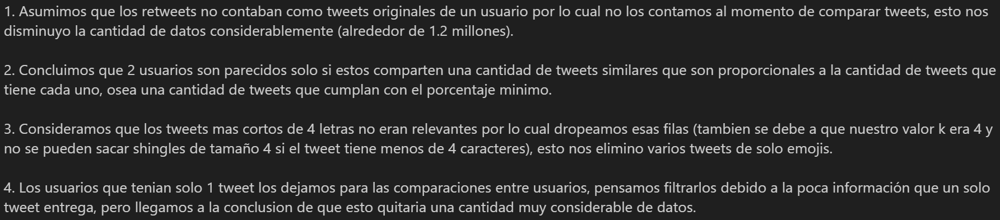 1. Asumimos que los retweets no contaban como tweets originales de un usuario por lo cual no los contamos al momento de comparar tweets, esto nos
disminuyo la cantidad de datos considerablemente (alrededor de 1.2 millones).
2. Concluimos que 2 usuarios son parecidos solo si estos comparten una cantidad de tweets similares que son proporcionales a la cantidad de tweets que
tiene cada uno, osea una cantidad de tweets que cumplan con el porcentaje minimo.
3. Consideramos que los tweets mas cortos de 4 letras no eran relevantes por lo cual dropeamos esas filas (tambien se debe a que nuestro valor k era 4 y
no se pueden sacar shingles de tamaño 4 si el tweet tiene menos de 4 caracteres), esto nos elimino varios tweets de solo emojis.
4. Los usuarios que tenian solo 1 tweet los dejamos para las comparaciones entre usuarios, pensamos filtrarlos debido a la poca información que un solo
tweet entrega, pero llegamos a la conclusion de que esto quitaria una cantidad muy considerable de datos.